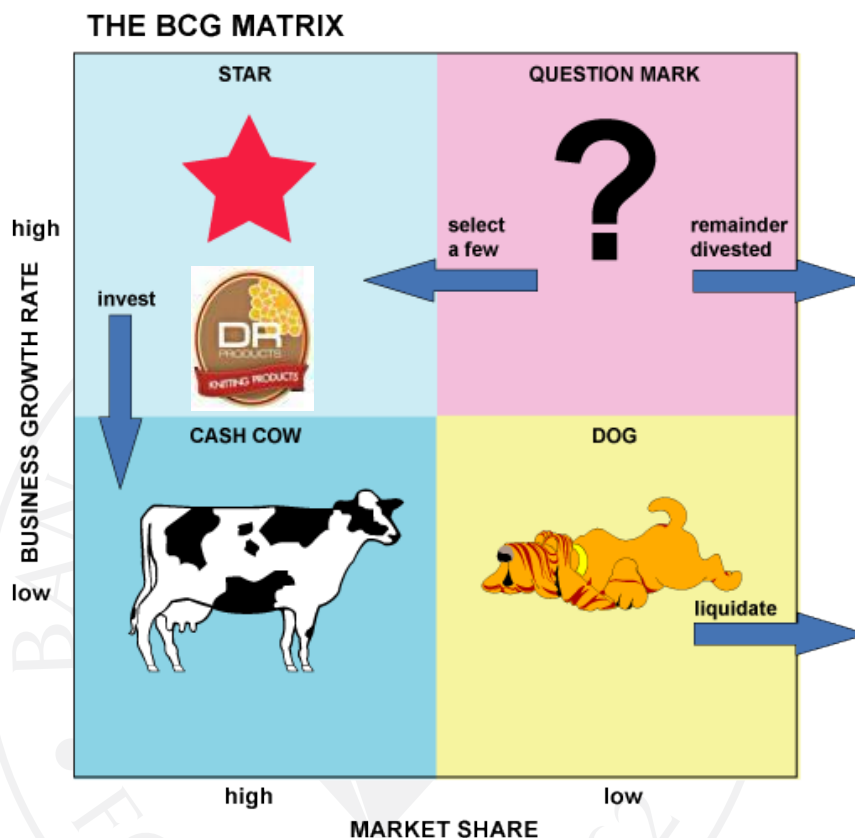 THE BCG MATRIX
STAR
QUESTION MARK
?
high
select
a few
remainder
divested
BUSINESS GROWTH RATE
invest
DR
PRODUCTS
KNITTING PRODUCTS
CASH COW
DOG
low
liquidate
high
low
MARKET SHARE